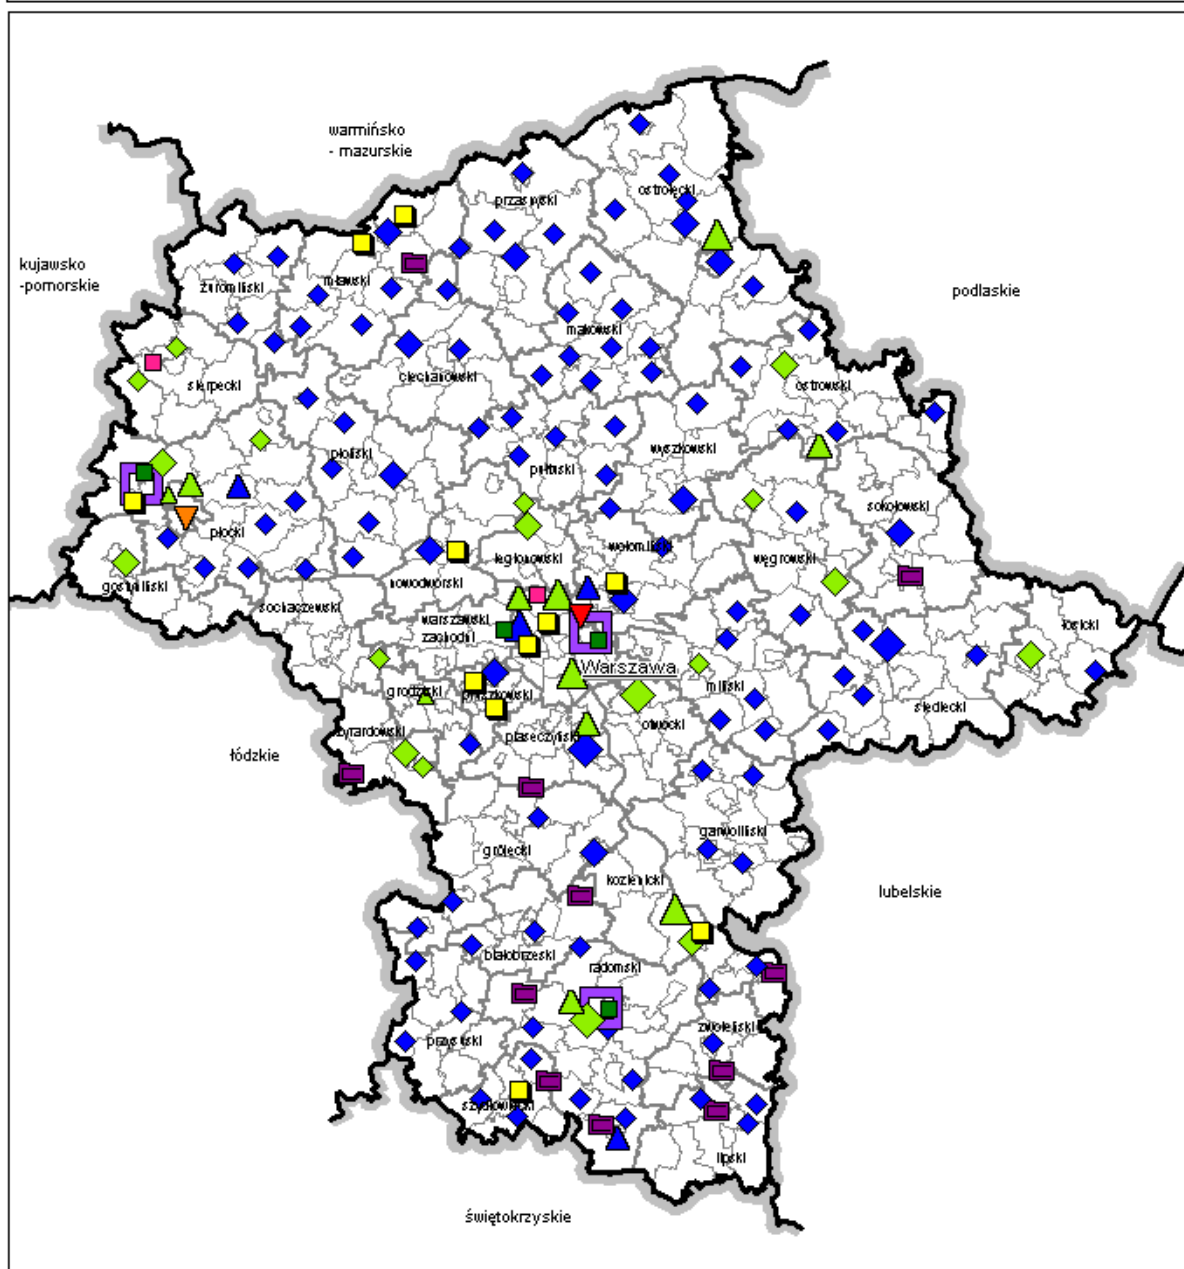 warmińsko
- mazurskie
ostrołęcki
przasnyski
kujawsko
-pomorskie
żuromiński
mławski
podlaskie
makowski
sierpecki
ciechanowski
ostrowski
płoński
pułtuski
wyszkowski
sokołowski
płocki
legionowski
wołomiński
węgrowski
gostyniński
nowodworski
sochaczewski
warszawski
zachodni
łosicki
Warszawa
grodziski
pruszkowski
miński
siedlecki
otwocki
żyrardowski
piaseczyński
łódzkie
garwoliński
grójecki
kozienicki
lubelskie
białobrzeski
radomski
zwoleński
przysuski
szydłowiecki
lipski
świętokrzyskie